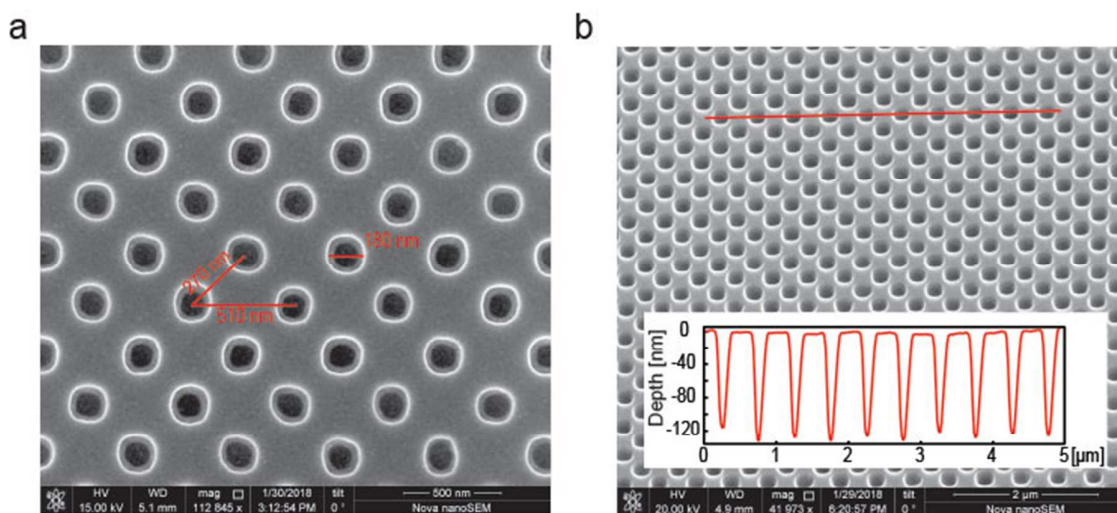 a
b
180 nm
270 nm
510 nm
HV
WD
mag
1/30/2018
tilt
500 nm
15.00 kV
5.1 mm
112 845 x
3:12:54 PM
0 °
Nova nanoSEM
Depth [nm]
0
-40
-80
-120
0
1
2
3
4
5
[µm]
HV
WD
mag
1/29/2018
tilt
2 µm
20.00 kV
4.9 mm
41 973 x
6:20:57 PM
0 °
Nova nanoSEM